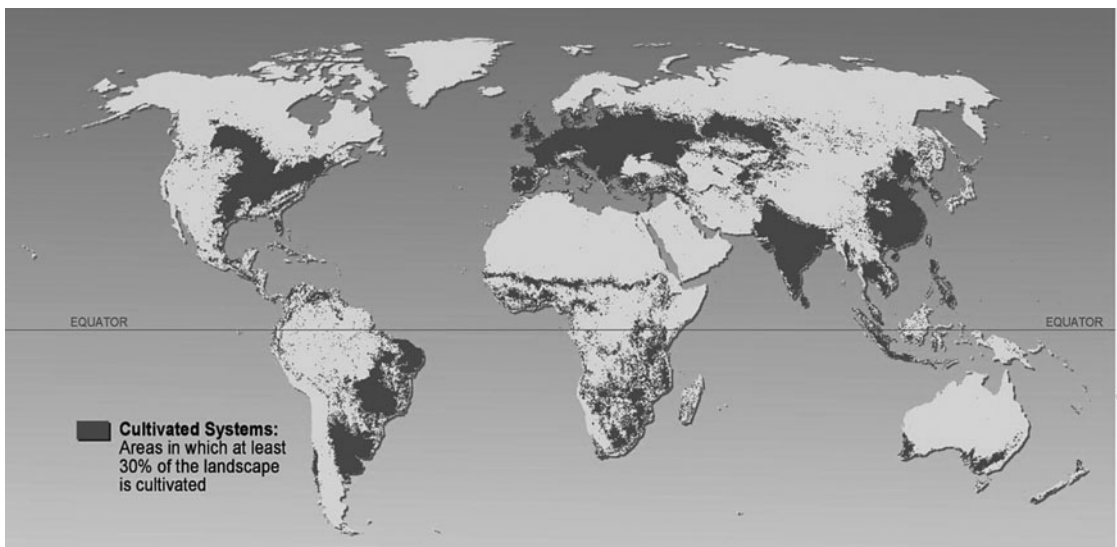 EQUATOR
EQUATOR
Cultivated Systems:
Areas in which at least
30% of the landscape
is cultivated